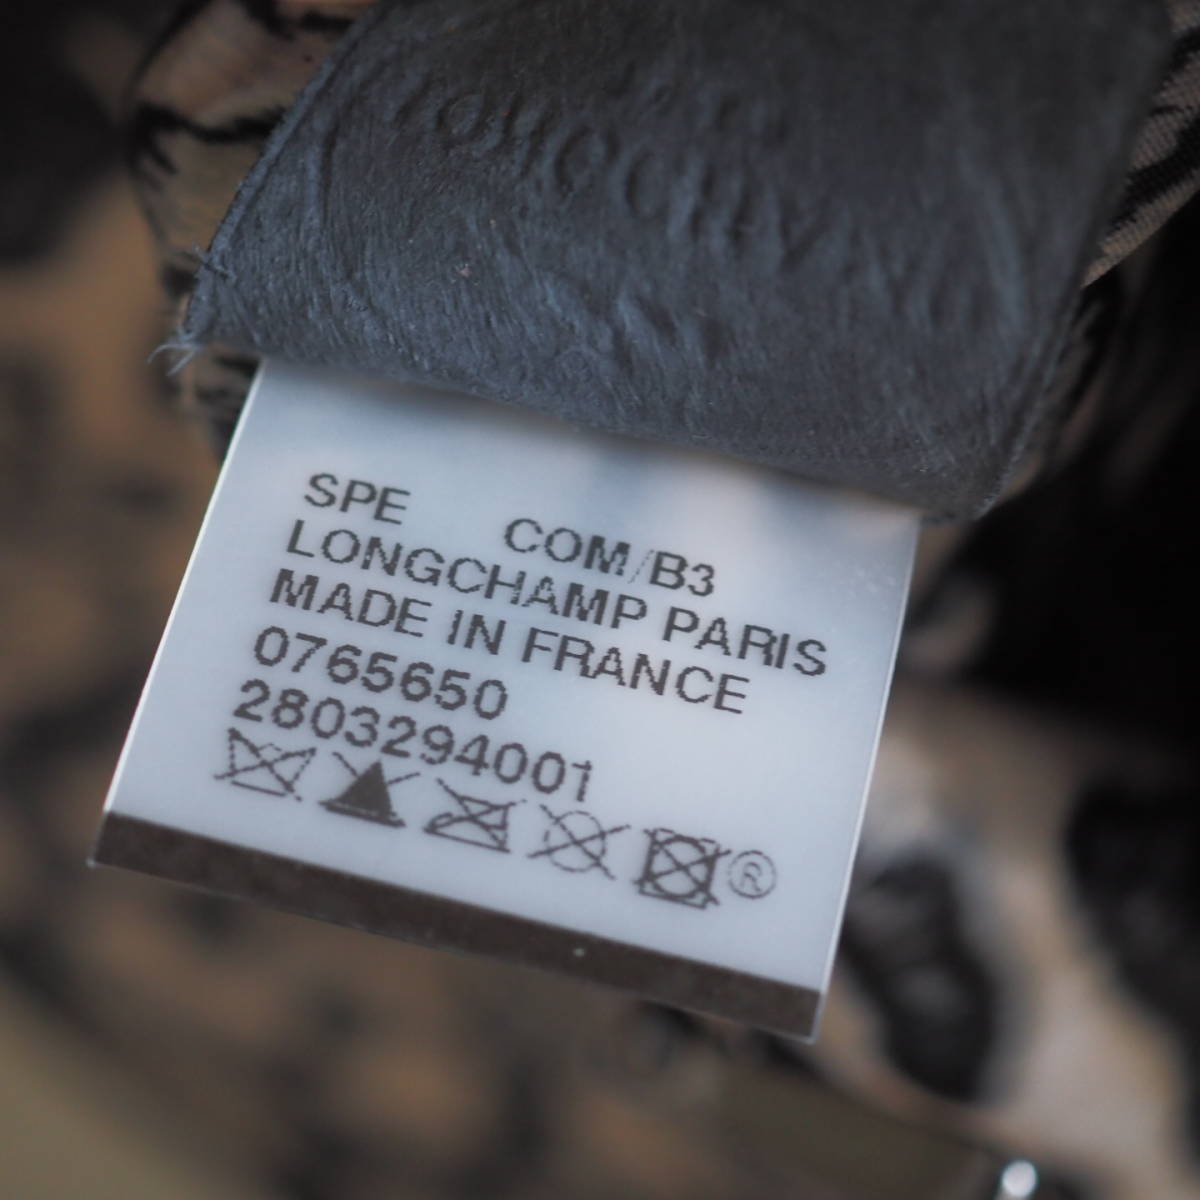 SPE COM/B3
LONGCHAMP PARIS
MADE IN FRANCE
0765650
2803294001
®